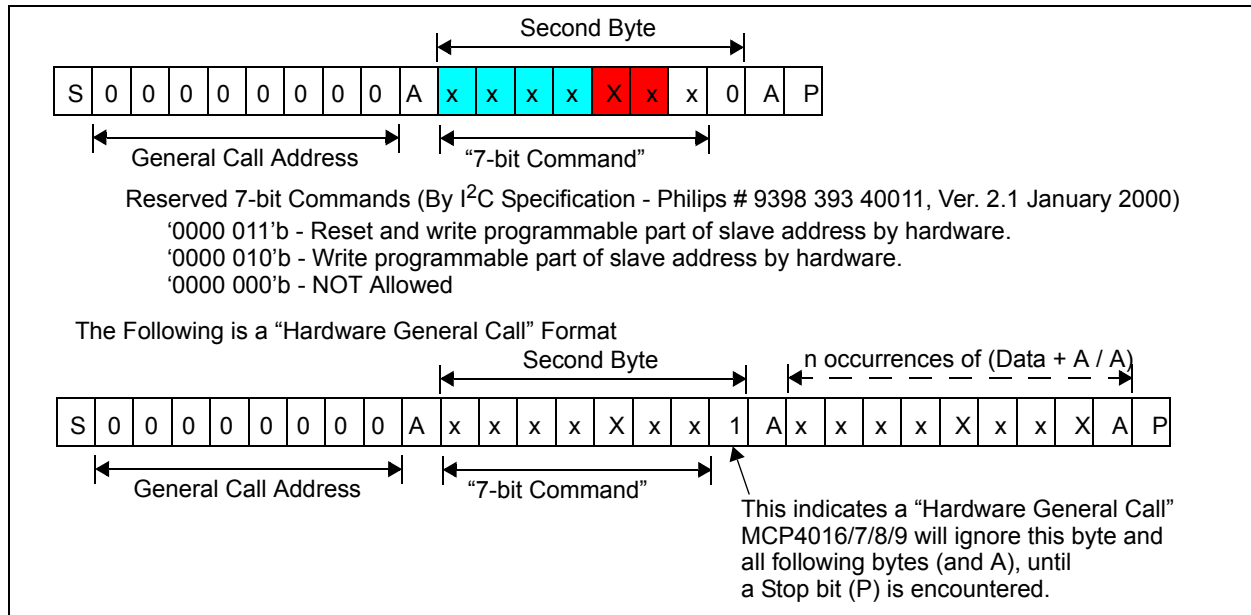 Second Byte
S 0 0 0 0 0 0 0 0 A x x x x X x x 0 A P
General Call Address “7-bit Command”
Reserved 7-bit Commands (By I2C Specification - Philips # 9398 393 40011, Ver. 2.1 January 2000)
‘0000 011’b - Reset and write programmable part of slave address by hardware.
‘0000 010’b - Write programmable part of slave address by hardware.
‘0000 000’b - NOT Allowed
The Following is a “Hardware General Call” Format
Second Byte n occurrences of (Data + A / A)
S 0 0 0 0 0 0 0 0 A x x x x X x x 1 A x x x x X x x X A P
General Call Address “7-bit Command”
This indicates a “Hardware General Call”
MCP4016/7/8/9 will ignore this byte and
all following bytes (and A), until
a Stop bit (P) is encountered.